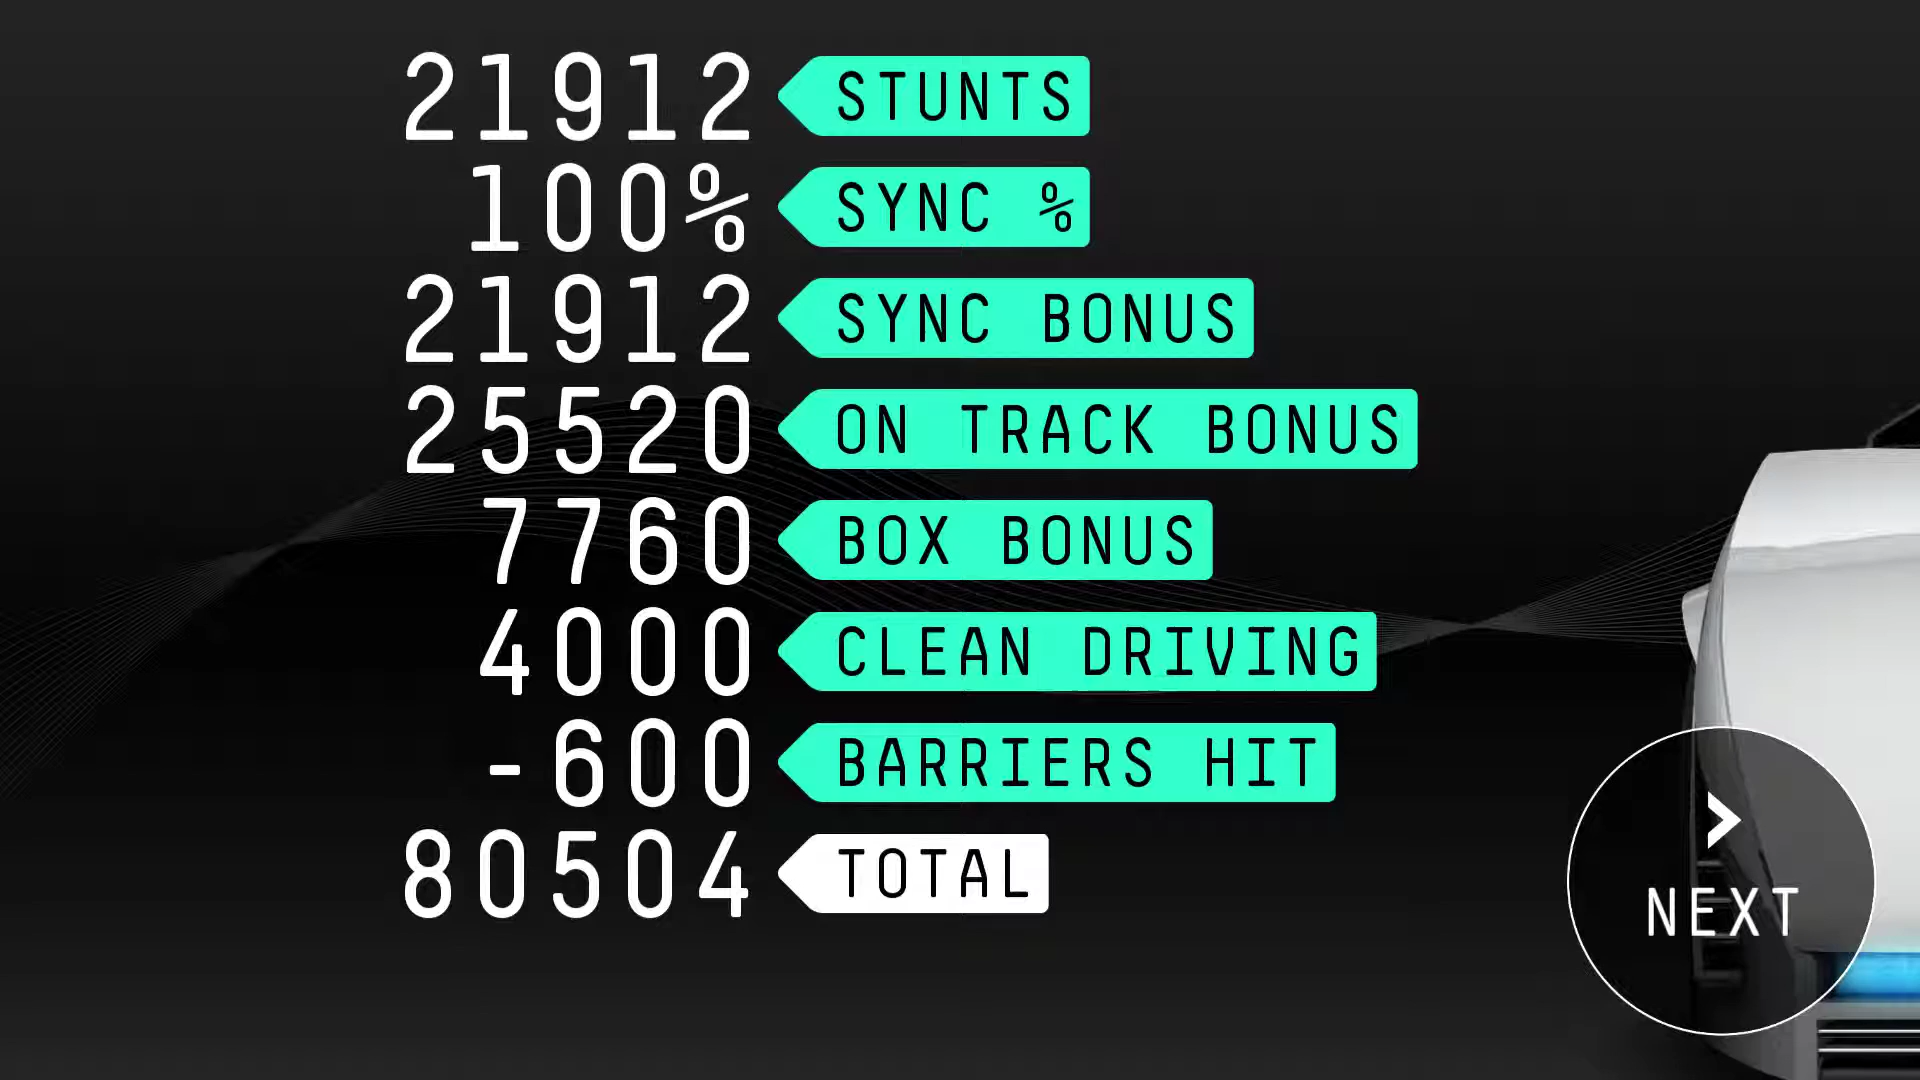 21912 STUNTS
100% SYNC %
21912 SYNC BONUS
25520 ON TRACK BONUS
7760 BOX BONUS
4000 CLEAN DRIVING
-600 BARRIERS HIT
80504 TOTAL
NEXT